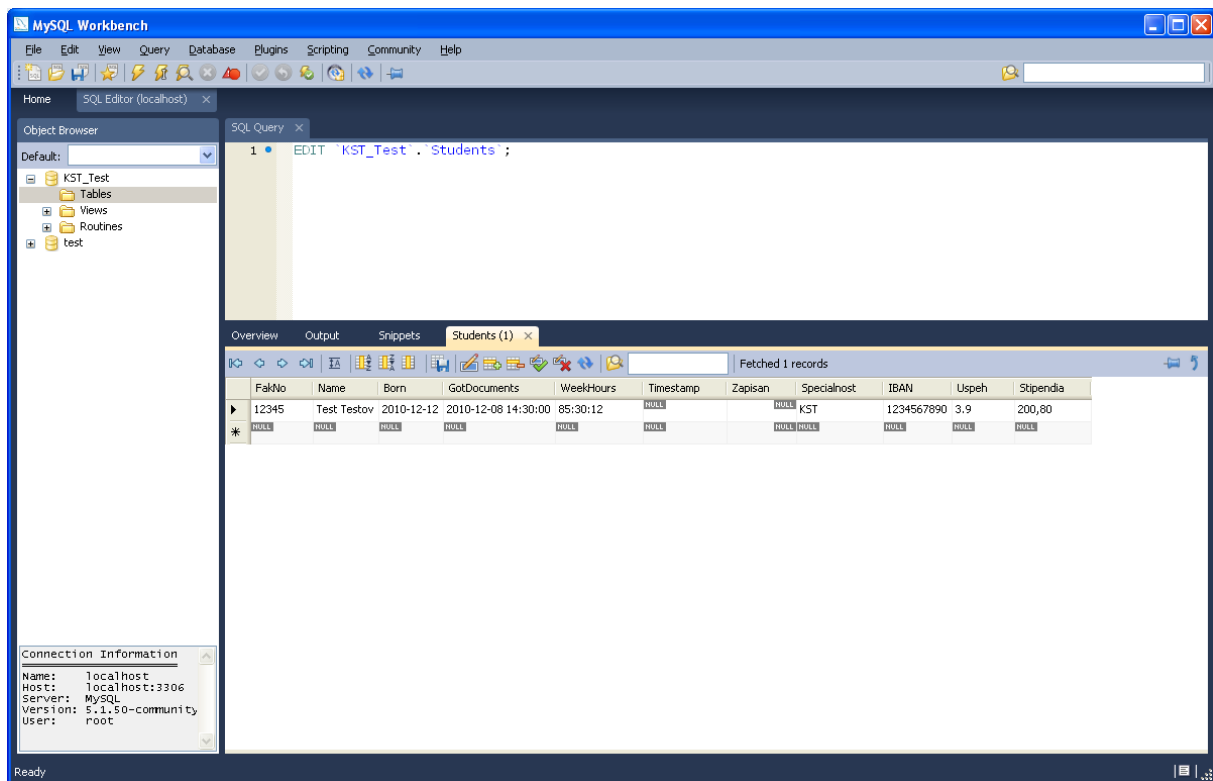 MySQL Workbench
File Edit View Query Database Plugins Scripting Community Help
Home SQL Editor (localhost)
Object Browser
Default:
KST_Test
Tables
Views
Routines
test
SQL Query
1 EDIT `KST_Test`.`Students`;
Overview Output Snippets Students (1)
Fetched 1 records
FakNo Name Born GotDocuments WeekHours Timestamp Zapisan Specialnost IBAN Uspeh Stipendia
12345 Test Testov 2010-12-12 2010-12-08 14:30:00 85:30:12 NULL NULL KST 1234567890 3.9 200,80
NULL NULL NULL NULL NULL NULL NULL NULL NULL NULL NULL
Connection Information
Name: localhost
Host: localhost:3306
Server: MySQL
Version: 5.1.50-community
User: root
Ready